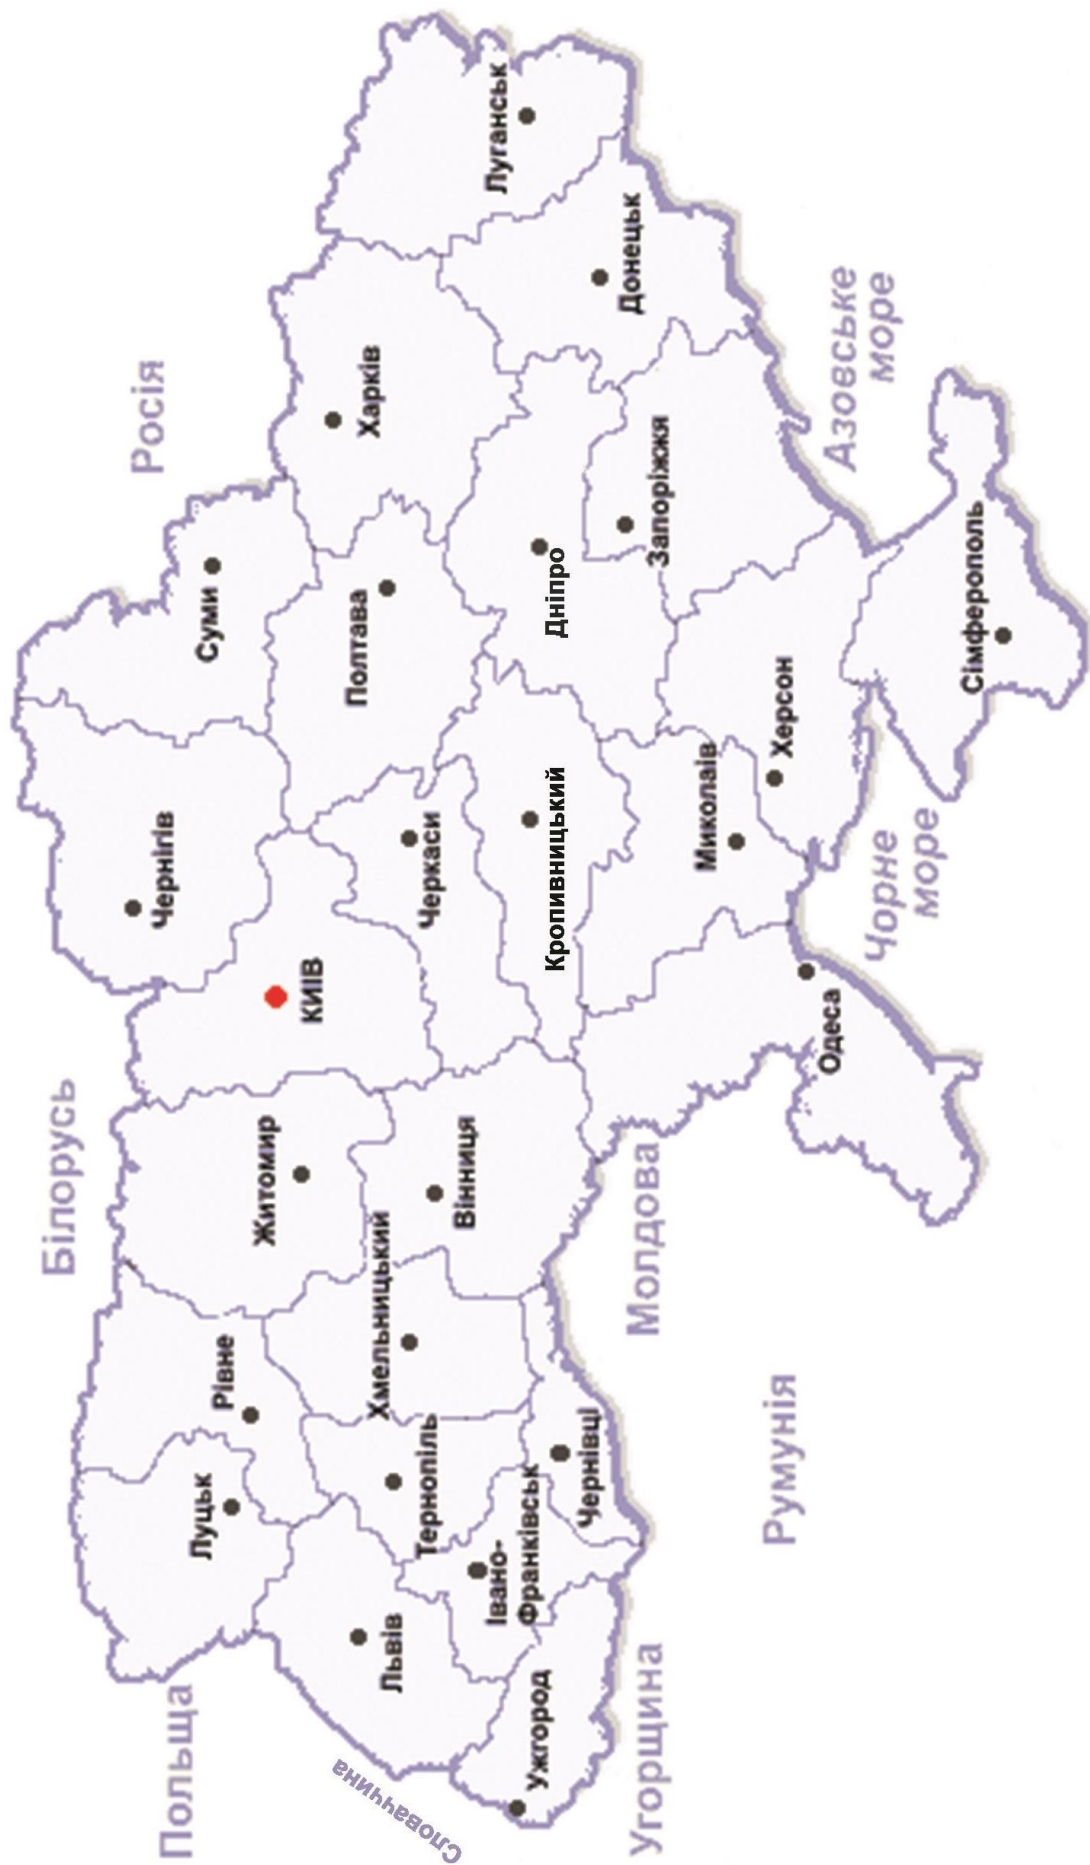 Білорусь
Росія
Польща
Словаччина
Угорщина
Румунія
Молдова
Чорне
море
Азовське
море
Луцьк
Рівне
Житомир
КИЇВ
Чернігів
Суми
Харків
Луганськ
Львів
Тернопіль
Хмельницький
Вінниця
Черкаси
Полтава
Ужгород
Івано-
Франківськ
Чернівці
Кропивницький
Дніпро
Донецьк
Запоріжжя
Миколаїв
Херсон
Одеса
Сімферополь